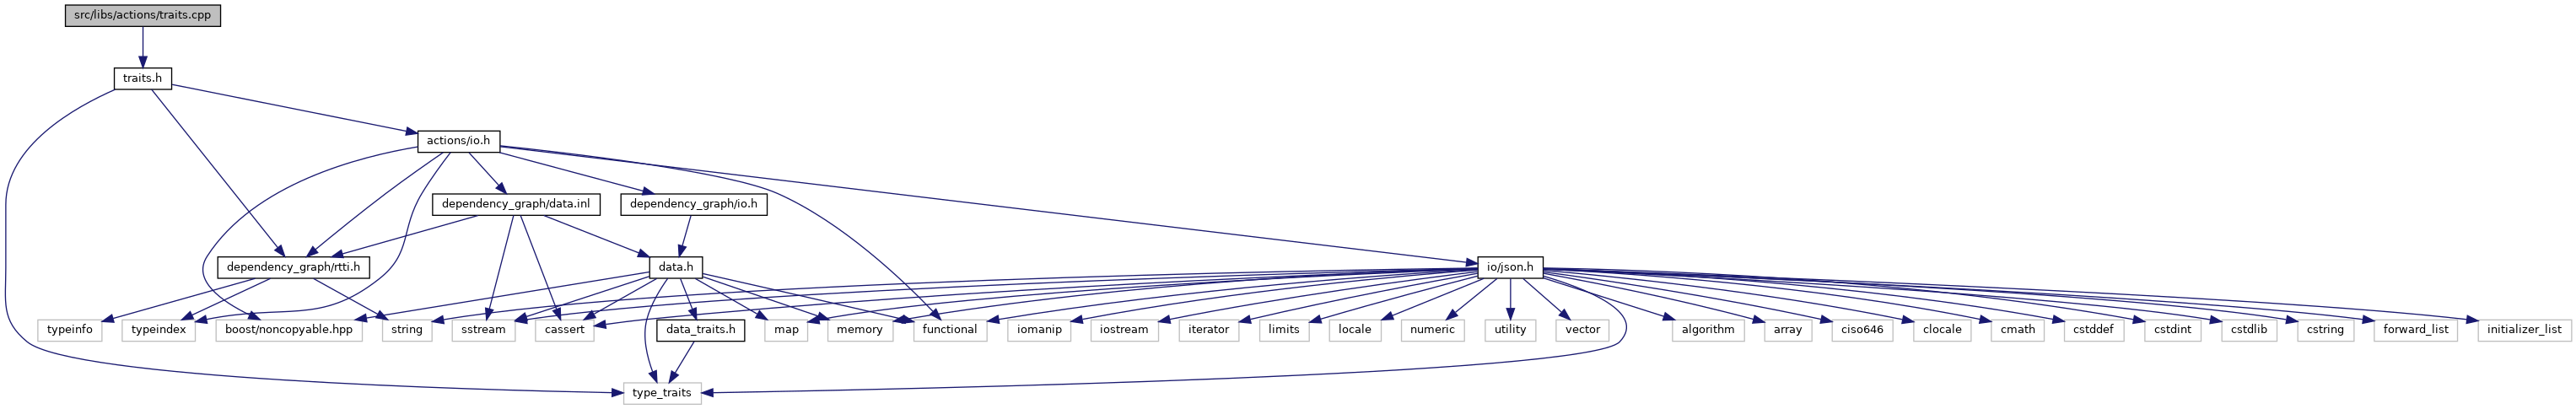 src/libs/actions/traits.cpp
traits.h
actions/io.h
dependency_graph/data.inl
dependency_graph/io.h
dependency_graph/rtti.h
data.h
io/json.h
typeinfo
typeindex
boost/noncopyable.hpp
string
sstream
cassert
data_traits.h
map
memory
functional
iomanip
iostream
iterator
limits
locale
numeric
utility
vector
algorithm
array
ciso646
clocale
cmath
cstddef
cstdint
cstdlib
cstring
forward_list
initializer_list
type_traits